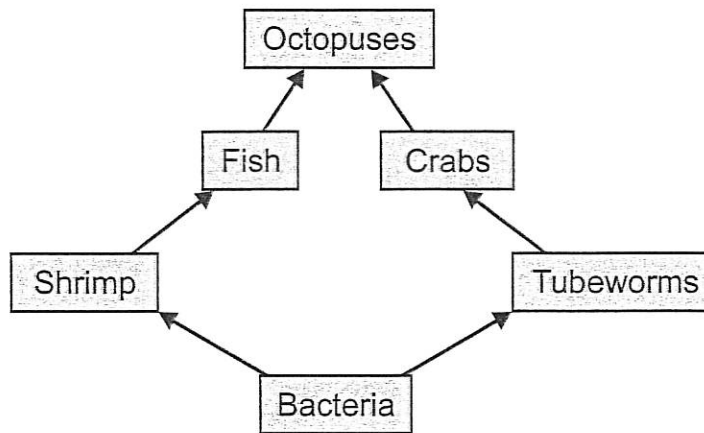 Octopuses
Fish
Crabs
Shrimp
Tubeworms
Bacteria